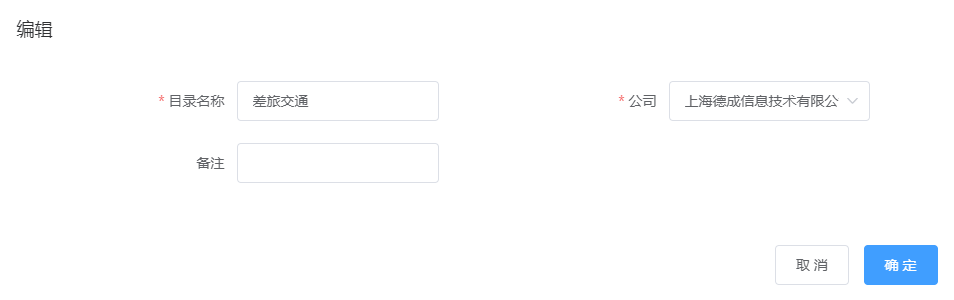 编辑
* 目录名称 差旅交通 * 公司 上海德成信息技术有限公
备注
取 消 确 定